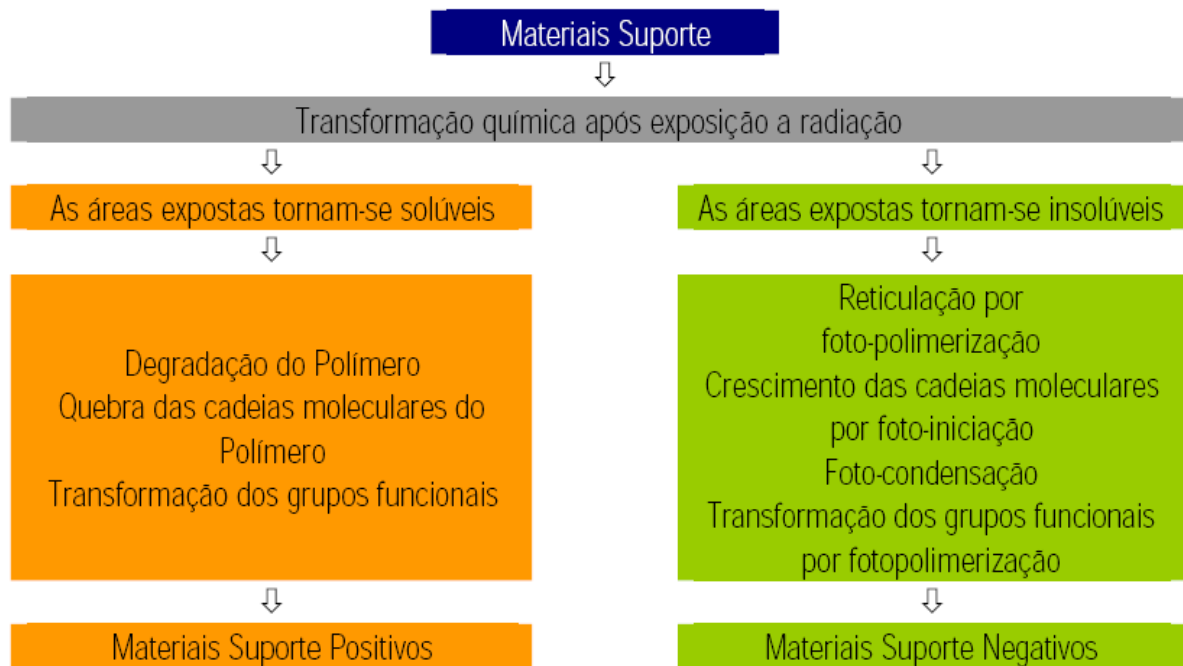 Materiais Suporte
Transformação química após exposição a radiação
As áreas expostas tornam-se solúveis
As áreas expostas tornam-se insolúveis
Degradação do Polímero
Quebra das cadeias moleculares do
Polímero
Transformação dos grupos funcionais
Reticulação por
foto-polimerização
Crescimento das cadeias moleculares
por foto-iniciação
Foto-condensação
Transformação dos grupos funcionais
por fotopolimerização
Materiais Suporte Positivos
Materiais Suporte Negativos